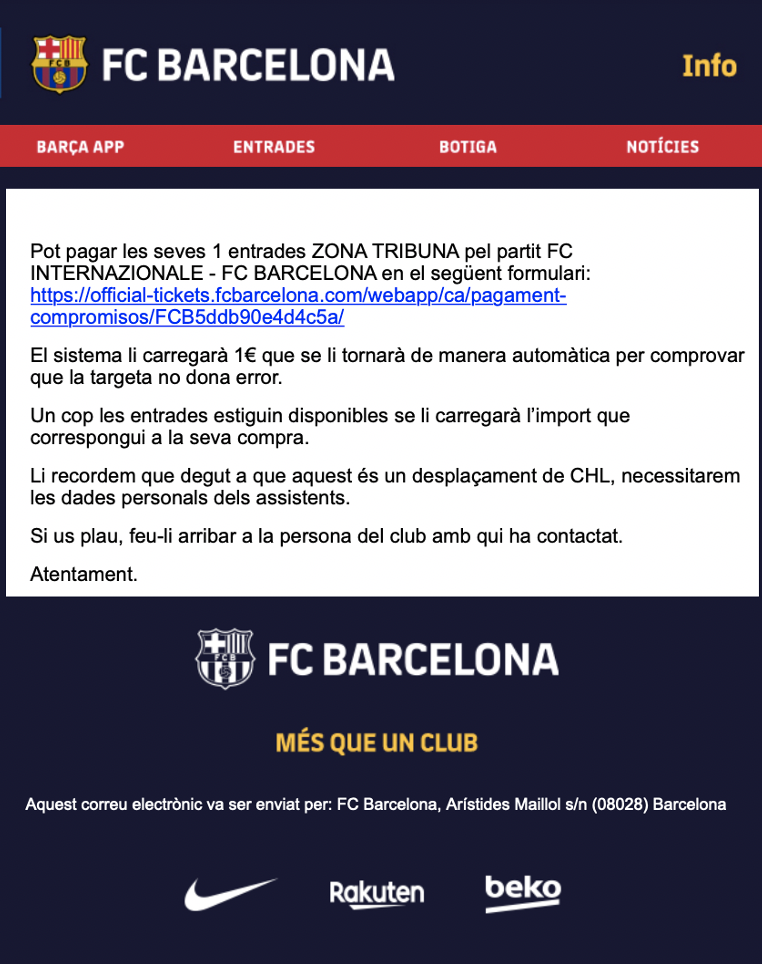 FCB
FC BARCELONA
Info
BARÇA APP ENTRADES BOTIGA NOTÍCIES
Pot pagar les seves 1 entrades ZONA TRIBUNA pel partit FC
INTERNAZIONALE - FC BARCELONA en el següent formulari:
https://official-tickets.fcbarcelona.com/webapp/ca/pagament-
compromisos/FCB5ddb90e4d4c5a/
El sistema li carregarà 1€ que se li tornarà de manera automàtica per comprovar
que la targeta no dona error.
Un cop les entrades estiguin disponibles se li carregarà l’import que
correspongui a la seva compra.
Li recordem que degut a que aquest és un desplaçament de CHL, necessitarem
les dades personals dels assistents.
Si us plau, feu-li arribar a la persona del club amb qui ha contactat.
Atentament.
FCB
FC BARCELONA
MÉS QUE UN CLUB
Aquest correu electrònic va ser enviat per: FC Barcelona, Arístides Maillol s/n (08028) Barcelona
Rakuten beko